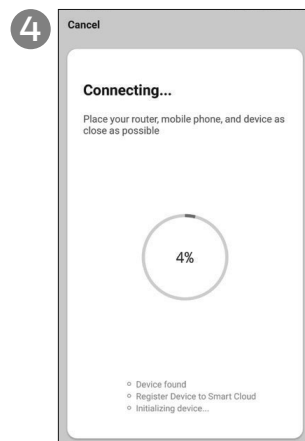 4
Cancel
Connecting...
Place your router, mobile phone, and device as
close as possible
4%
Device found
Register Device to Smart Cloud
Initializing device...